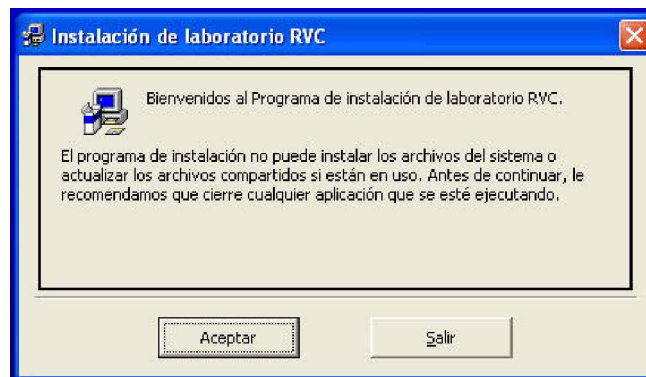 Instalación de laboratorio RVC
Bienvenidos al Programa de instalación de laboratorio RVC.
El programa de instalación no puede instalar los archivos del sistema o
actualizar los archivos compartidos si están en uso. Antes de continuar, le
recomendamos que cierre cualquier aplicación que se esté ejecutando.
Aceptar
Salir